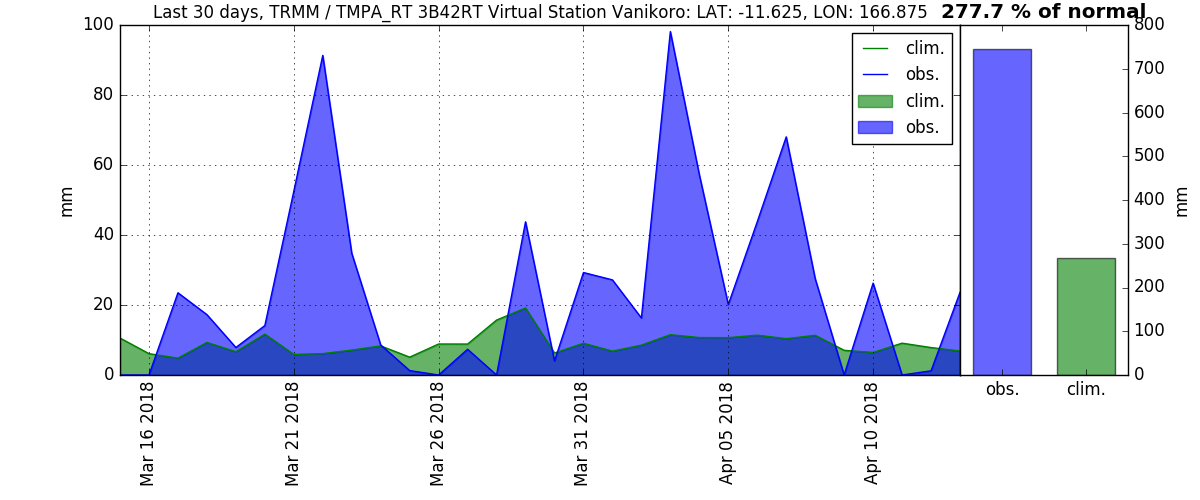 Last 30 days, TRMM / TMPA_RT 3B42RT Virtual Station Vanikoro: LAT: -11.625, LON: 166.875 277.7 % of normal
100
80
60
40
20
0
mm
clim.
obs.
clim.
obs.
800
700
600
500
400
300
200
100
0
mm
Mar 16 2018
Mar 21 2018
Mar 26 2018
Mar 31 2018
Apr 05 2018
Apr 10 2018
obs.
clim.